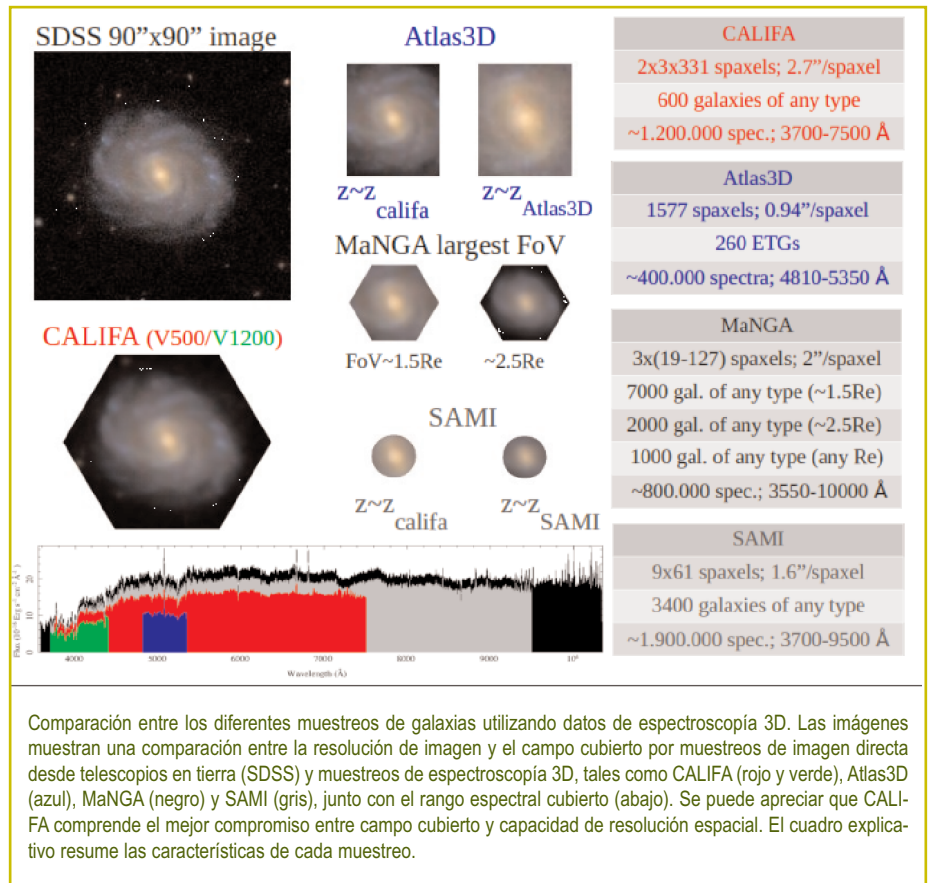 SDSS 90”x90” image
Atlas3D
z~z califa
z~z Atlas3D
MaNGA largest FoV
FoV~1.5Re
~2.5Re
CALIFA (V500/V1200)
SAMI
z~z califa
z~z SAMI
20
10
0
4000 5000 6000 7000 8000 9000 10⁴
Wavelength (Å)
CALIFA
2x3x331 spaxels; 2.7”/spaxel
600 galaxies of any type
~1.200.000 spec.; 3700-7500 Å
Atlas3D
1577 spaxels; 0.94”/spaxel
260 ETGs
~400.000 spectra; 4810-5350 Å
MaNGA
3x(19-127) spaxels; 2”/spaxel
7000 gal. of any type (~1.5Re)
2000 gal. of any type (~2.5Re)
1000 gal. of any type (any Re)
~800.000 spec.; 3550-10000 Å
SAMI
9x61 spaxels; 1.6”/spaxel
3400 galaxies of any type
~1.900.000 spec.; 3700-9500 Å
Comparación entre los diferentes muestreos de galaxias utilizando datos de espectroscopía 3D. Las imágenes
muestran una comparación entre la resolución de imagen y el campo cubierto por muestreos de imagen directa
desde telescopios en tierra (SDSS) y muestreos de espectroscopía 3D, tales como CALIFA (rojo y verde), Atlas3D
(azul), MaNGA (negro) y SAMI (gris), junto con el rango espectral cubierto (abajo). Se puede apreciar que CALI-
FA comprende el mejor compromiso entre campo cubierto y capacidad de resolución espacial. El cuadro explica-
tivo resume las características de cada muestreo.